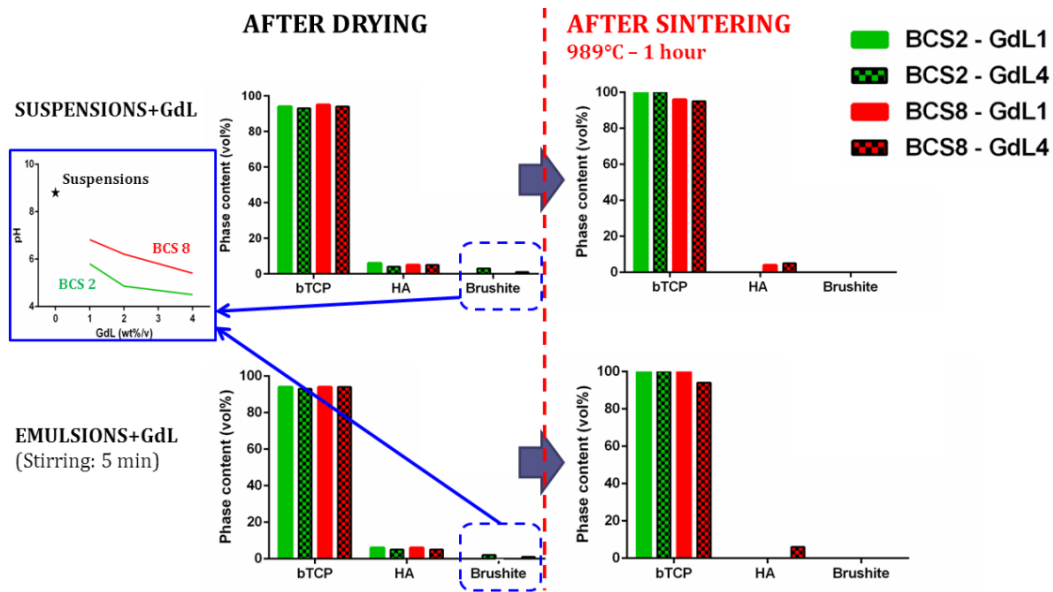 AFTER DRYING
AFTER SINTERING
989°C – 1 hour
BCS2 - GdL1
BCS2 - GdL4
BCS8 - GdL1
BCS8 - GdL4
SUSPENSIONS+GdL
10
8
6
4
pH
Suspensions
BCS 8
BCS 2
0 1 2 3 4
GdL (wt%/v)
Phase content (vol%)
100
80
60
40
20
0
bTCP HA Brushite
Phase content (vol%)
100
80
60
40
20
0
bTCP HA Brushite
EMULSIONS+GdL
(Stirring: 5 min)
Phase content (vol%)
100
80
60
40
20
0
bTCP HA Brushite
Phase content (vol%)
100
80
60
40
20
0
bTCP HA Brushite